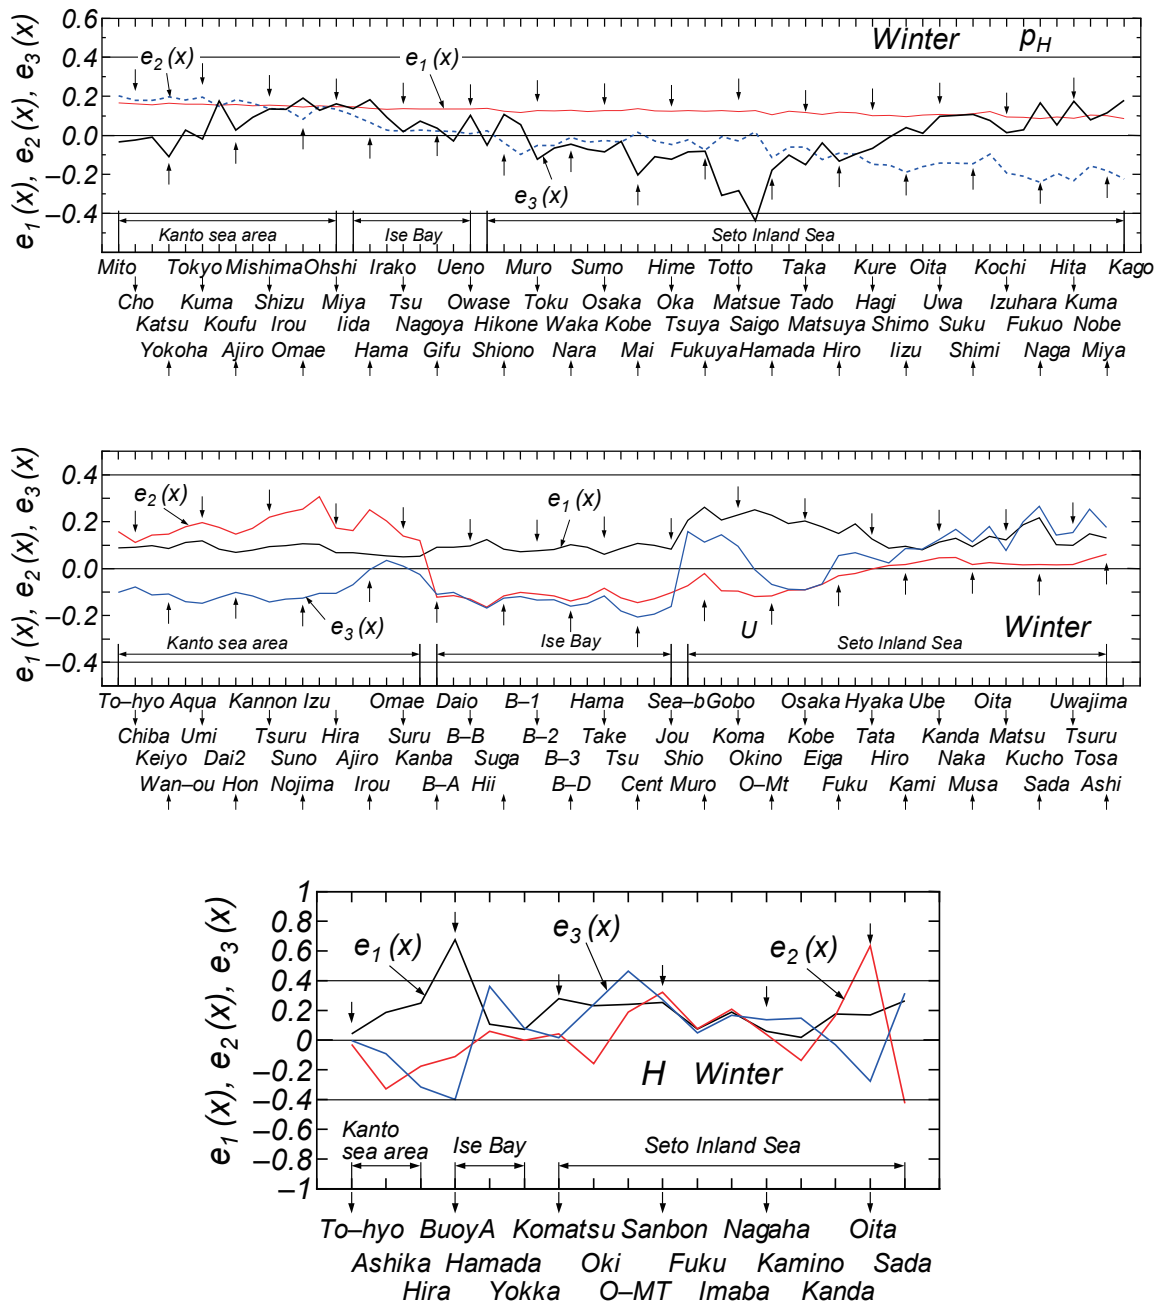 e1(x), e2(x), e3(x)
0.6
0.4
0.2
0.0
−0.2
−0.4
Winter pH
e2(x)
e1(x)
e3(x)
Kanto sea area
Ise Bay
Seto Inland Sea
Mito Tokyo Mishima Ohshi Irako Ueno Muro Sumo Hime Totto Taka Kure Oita Kochi Hita Kago
Cho Kuma Shizu Miya Tsu Owase Toku Osaka Oka Matsue Tado Hagi Uwa Izuhara Kuma
Katsu Koufu Irou Iida Nagoya Hikone Waka Kobe Tsuya Saigo Matsuya Shimo Suku Fukuo Nobe
Yokoha Ajiro Omae Hama Gifu Shiono Nara Mai Fukuya Hamada Hiro Iizu Shimi Naga Miya
e1(x), e2(x), e3(x)
0.4
0.2
0.0
−0.2
−0.4
e2(x)
e1(x)
e3(x)
U Winter
Kanto sea area
Ise Bay
Seto Inland Sea
To–hyo Aqua Kannon Izu Omae Daio B–1 Hama Sea–b Gobo Osaka Hyaka Ube Oita Uwajima
Chiba Umi Tsuru Hira Suru B–B B–2 Take Jou Koma Kobe Tata Kanda Matsu Tsuru
Keiyo Dai2 Suno Ajiro Kanba Suga B–3 Tsu Shio Okino Eiga Hiro Naka Kucho Tosa
Wan–ou Hon Nojima Irou B–A Hii B–D Cent Muro O–Mt Fuku Kami Musa Sada Ashi
e1(x), e2(x), e3(x)
1
0.8
0.6
0.4
0.2
0
−0.2
−0.4
−0.6
−0.8
−1
e1(x)
e3(x)
e2(x)
H Winter
Kanto
sea area
Ise Bay
Seto Inland Sea
To–hyo BuoyA Komatsu Sanbon Nagaha Oita
Ashika Hamada Oki Fuku Kamino Sada
Hira Yokka O–MT Imaba Kanda